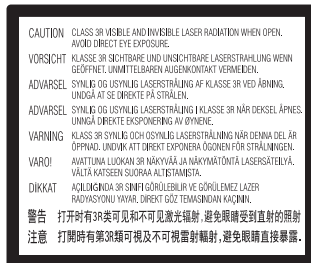 CAUTION CLASS 3R VISIBLE AND INVISIBLE LASER RADIATION WHEN OPEN.
AVOID DIRECT EYE EXPOSURE.
VORSICHT KLASSE 3R SICHTBARE UND UNSICHTBARE LASERSTRAHLUNG WENN
GEÖFFNET. UNMITTELBAREN AUGENKONTAKT VERMEIDEN.
ADVARSEL SYNLIG OG USYNLIG LASERSTRÅLING AF KLASSE 3R VED ÅBNING.
UNDGÅ AT SE DIREKTE PÅ STRÅLEN.
ADVARSEL SYNLIG OG USYNLIG LASERSTRÅLING I KLASSE 3R NÅR DEKSEL ÅPNES.
UNNGÅ DIREKTE EKSPONERING AV ØYNENE.
VARNING KLASS 3R SYNLIG OCH OSYNLIG LASERSTRÅLNING NÄR DENNA DEL ÄR
ÖPPNAD. UNDVIK ATT DIREKT EXPONERA ÖGONEN FÖR STRÅLNINGEN.
VARO! AVATTUNA LUOKAN 3R NÄKYVÄÄ JA NÄKYMÄTÖNTÄ LASERSÄTEILYÄ.
VÄLTÄ KATSEEN SUORAA ALTISTAMISTA.
DİKKAT AÇILDIGINDA 3R SINIFI GÖRÜLEBILIR VE GÖRÜLEMEZ LAZER
RADYASYONU YAYAR. DIREKT GÖZ TEMASINDAN KAÇININ.
警告 打开时有3R类可见和不可见激光辐射,避免眼睛受到直射的照射
注意 打開時有第3R類可視及不可視雷射輻射,避免眼睛直接暴露.